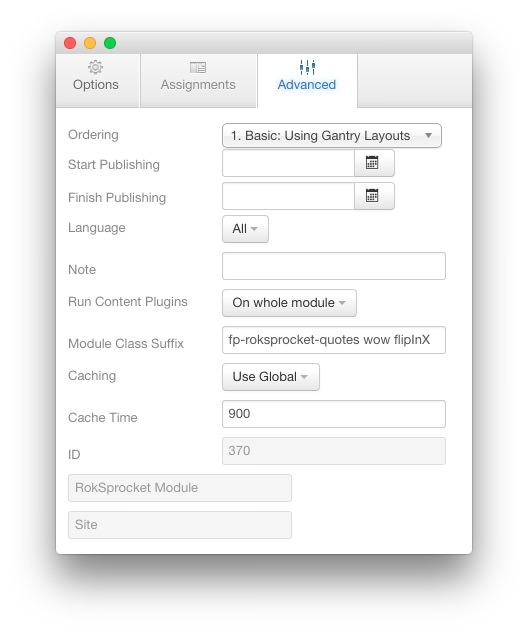 Options Assignments Advanced
Ordering 1. Basic: Using Gantry Layouts
Start Publishing
Finish Publishing
Language All
Note
Run Content Plugins On whole module
Module Class Suffix fp-roksprocket-quotes wow flipInX
Caching Use Global
Cache Time 900
ID 370
RokSprocket Module
Site